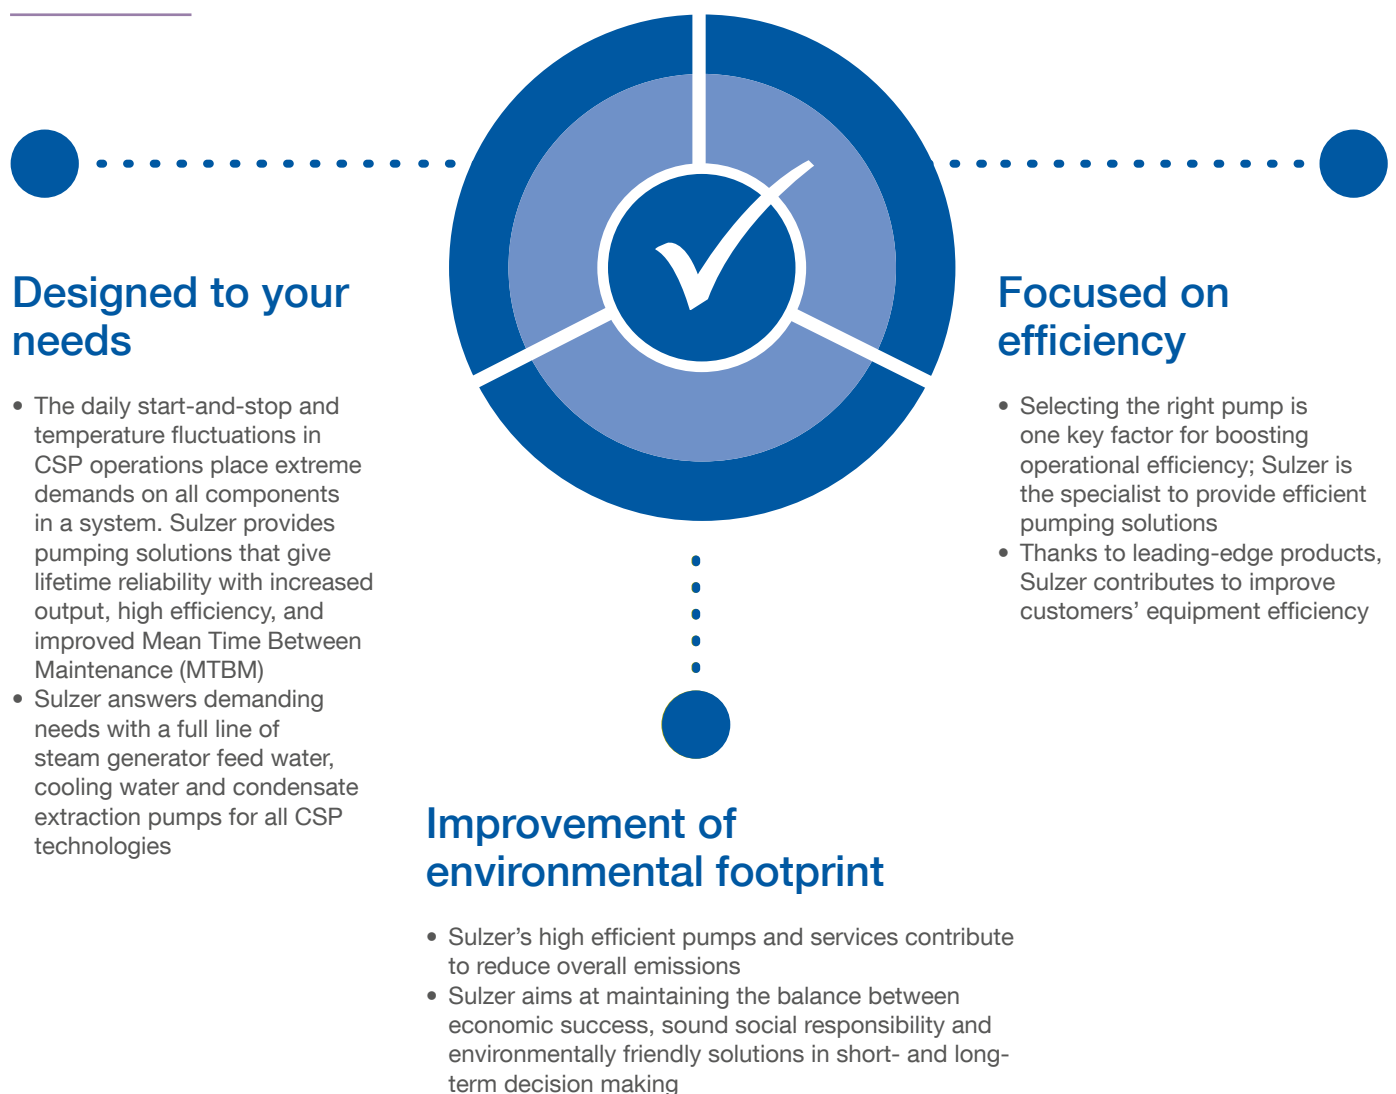 Designed to your
needs
• The daily start-and-stop and
temperature fluctuations in
CSP operations place extreme
demands on all components
in a system. Sulzer provides
pumping solutions that give
lifetime reliability with increased
output, high efficiency, and
improved Mean Time Between
Maintenance (MTBM)
• Sulzer answers demanding
needs with a full line of
steam generator feed water,
cooling water and condensate
extraction pumps for all CSP
technologies
Focused on
efficiency
• Selecting the right pump is
one key factor for boosting
operational efficiency; Sulzer is
the specialist to provide efficient
pumping solutions
• Thanks to leading-edge products,
Sulzer contributes to improve
customers’ equipment efficiency
Improvement of
environmental footprint
• Sulzer’s high efficient pumps and services contribute
to reduce overall emissions
• Sulzer aims at maintaining the balance between
economic success, sound social responsibility and
environmentally friendly solutions in short- and long-
term decision making